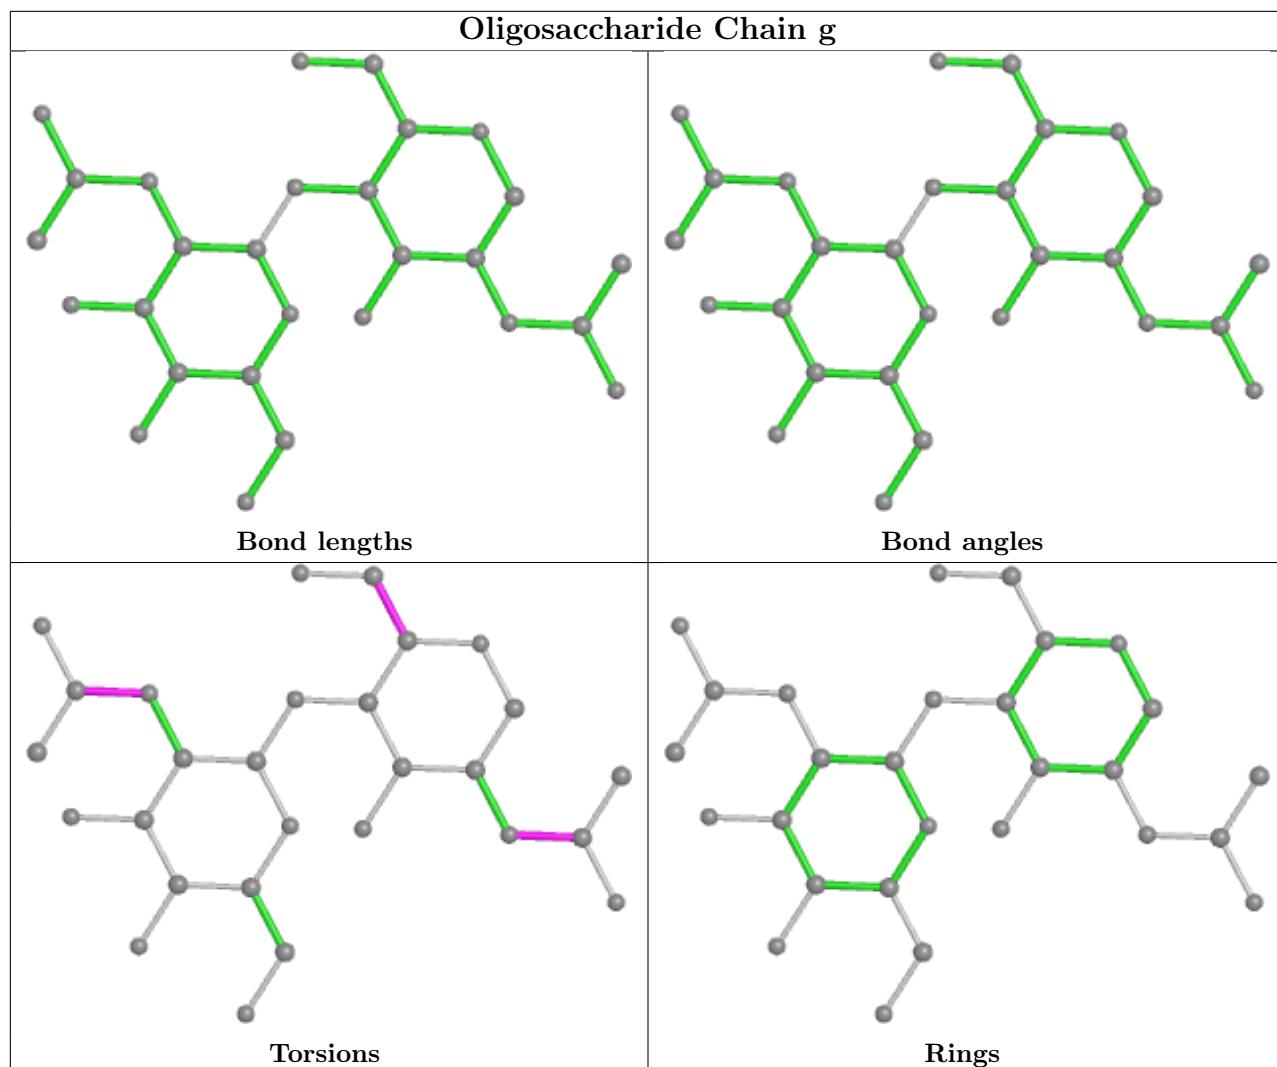 Oligosaccharide Chain g
Bond lengths
Bond angles
Torsions
Rings